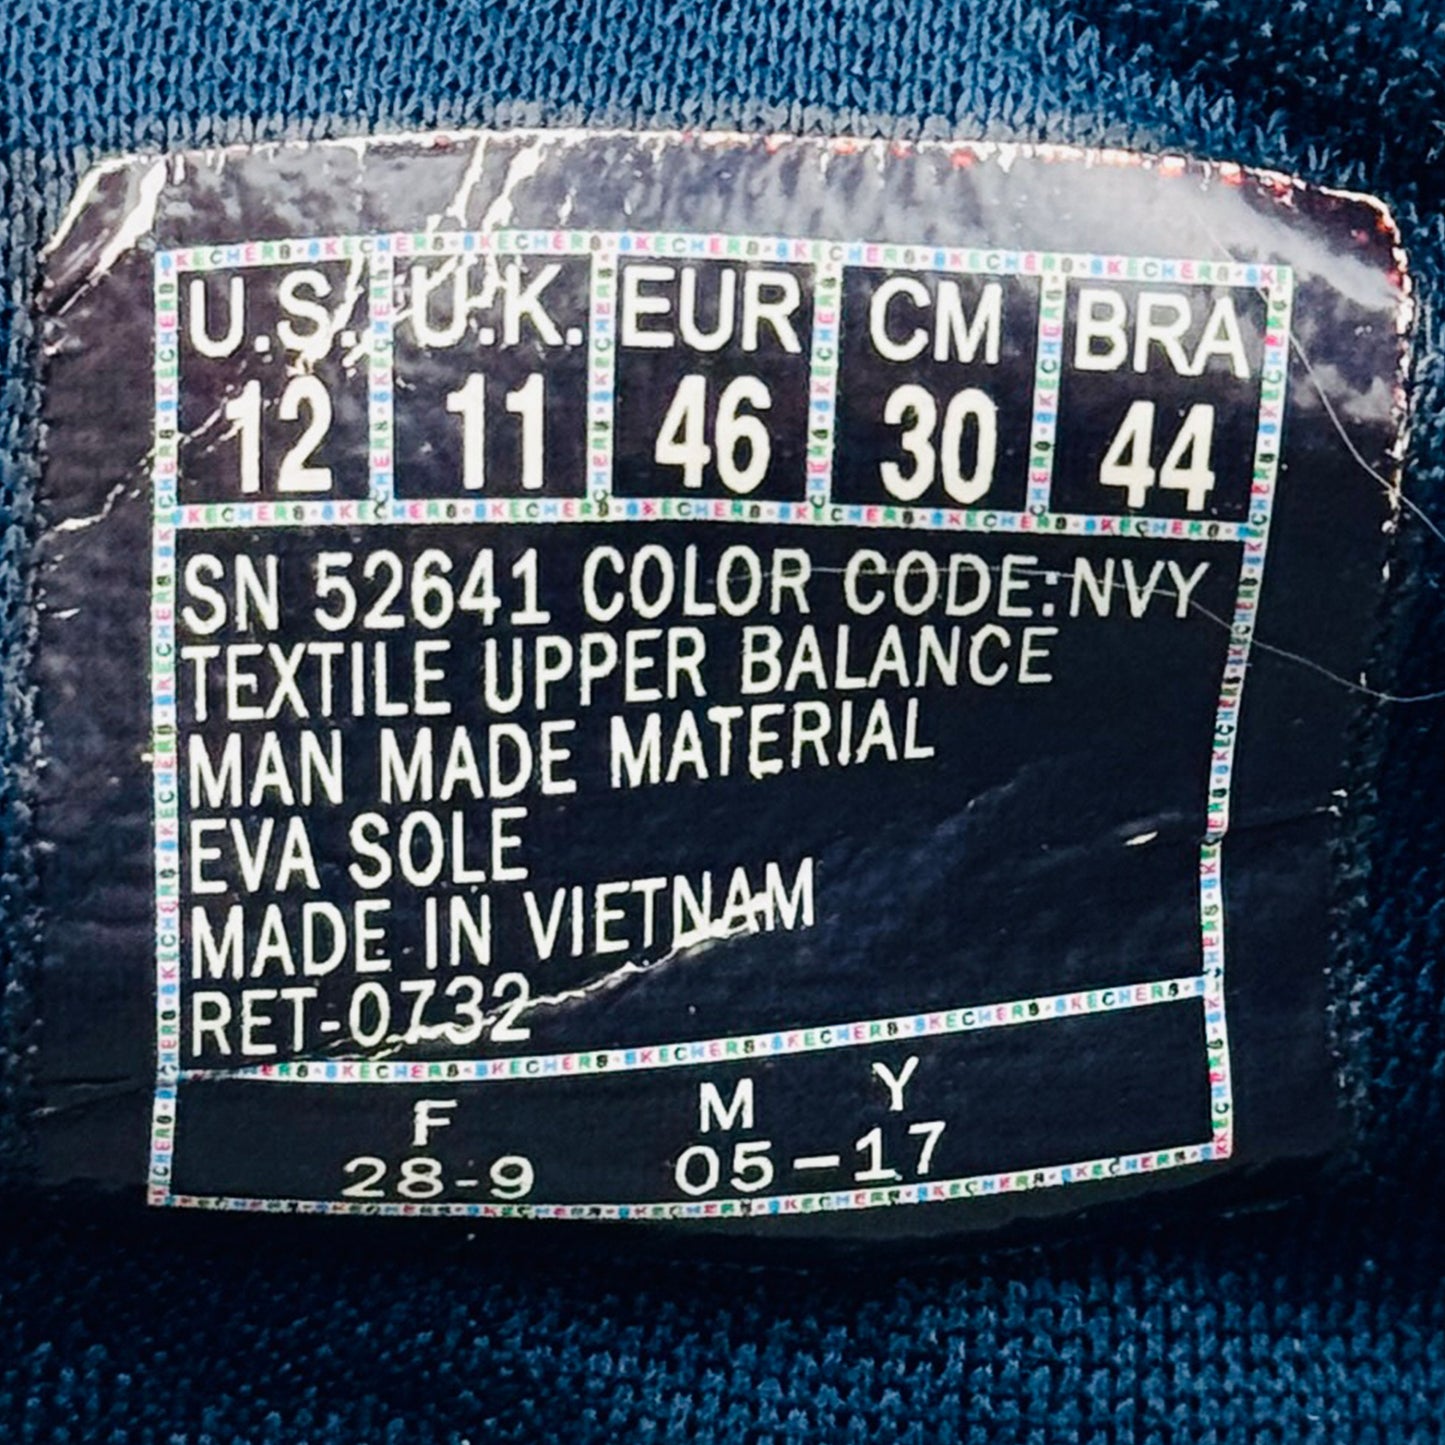 U.S. U.K. EUR CM BRA
12 11 46 30 44
SN 52641 COLOR CODE:NVY
TEXTILE UPPER BALANCE
MAN MADE MATERIAL
EVA SOLE
MADE IN VIETNAM
RET-0732
F M Y
28-9 05-17